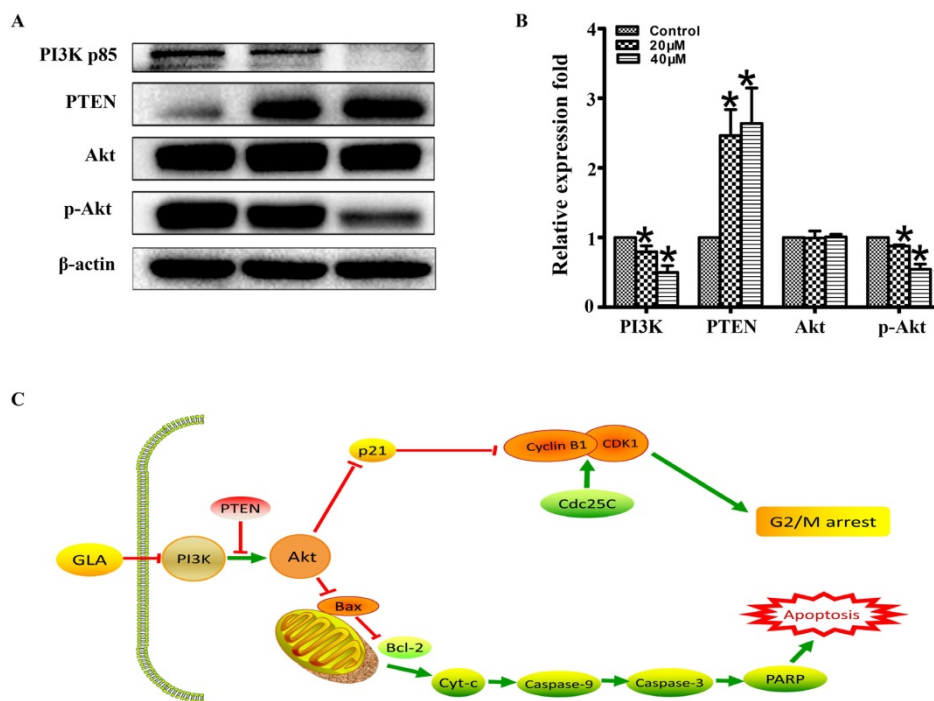 A
PI3K p85
PTEN
Akt
p-Akt
β-actin
B
Control
20μM
40μM
Relative expression fold
4
3
2
1
0
* * * * * *
PI3K PTEN Akt p-Akt
C
GLA
PI3K
PTEN
Akt
p21
Cyclin B1
CDK1
Cdc25C
G2/M arrest
Bax
Bcl-2
Cyt-c
Caspase-9
Caspase-3
PARP
Apoptosis